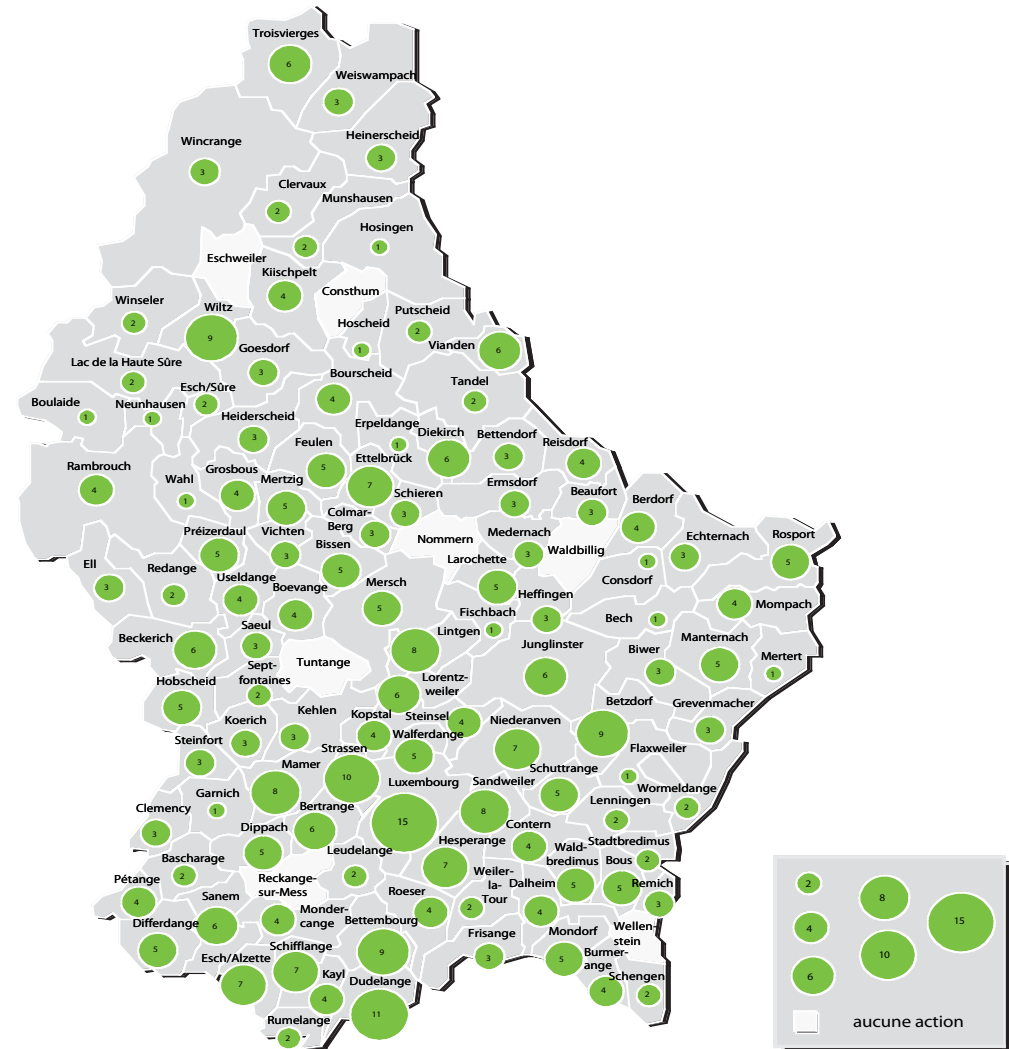 Troisvierges
6
Weiswampach
3
Heinerscheid
3
Wincrange
3
Clervaux
2
Munshausen
2
Hosingen
1
Eschweiler
Kiischpelt
4
Consthum
Winseler
2
Wiltz
9
Hoscheid
1
Putscheid
2
Vianden
6
Goesdorf
3
Lac de la Haute Sûre
2
Esch/Sûre
2
Bourscheid
4
Tandel
2
Boulaide
1
Neunhausen
1
Heiderscheid
3
Erpeldange
1
Diekirch
6
Bettendorf
3
Reisdorf
4
Feulen
5
Ettelbrück
7
Rambrouch
4
Wahl
1
Grosbous
4
Mertzig
5
Schieren
3
Ermsdorf
3
Beaufort
3
Berdorf
4
Colmar-
Berg
3
Nommern
Medernach
3
Waldbillig
Echternach
3
Rosport
5
Préizerdaul
5
Vichten
3
Bissen
5
Larochette
5
Consdorf
1
Ell
3
Redange
2
Useldange
4
Boevange
4
Mersch
5
Heffingen
3
Fischbach
1
Bech
1
Mompach
4
Beckerich
6
Saeul
3
Lintgen
8
Junglinster
6
Biwer
3
Manternach
5
Mertert
1
Tuntange
Sept-
fontaines
2
Hobscheid
5
Lorentz-
weiler
6
Betzdorf
9
Grevenmacher
3
Koerich
3
Kehlen
3
Kopstal
4
Steinsel
4
Niederanven
7
Steinfort
3
Strassen
10
Walferdange
5
Flaxweiler
1
Mamer
8
Luxembourg
15
Sandweiler
8
Schuttrange
5
Wormeldange
2
Garnich
1
Clemency
3
Bertrange
6
Lenningen
2
Dippach
5
Contern
4
Hesperange
7
Wald-
bredimus
5
Stadtbredimus
2
Bous
5
Remich
3
Bascharage
2
Leudelange
2
Reckange-
sur-Mess
Weiler-
la-
Tour
2
Dalheim
4
Pétange
4
Sanem
6
Monder-
cange
4
Roeser
4
Differdange
5
Bettembourg
9
Frisange
3
Mondorf
5
Wellen-
stein
Burmer-
ange
4
Schengen
2
Esch/Alzette
7
Schifflange
7
Kayl
4
Dudelange
11
Rumelange
2
2
4
6
8
10
15
aucune action